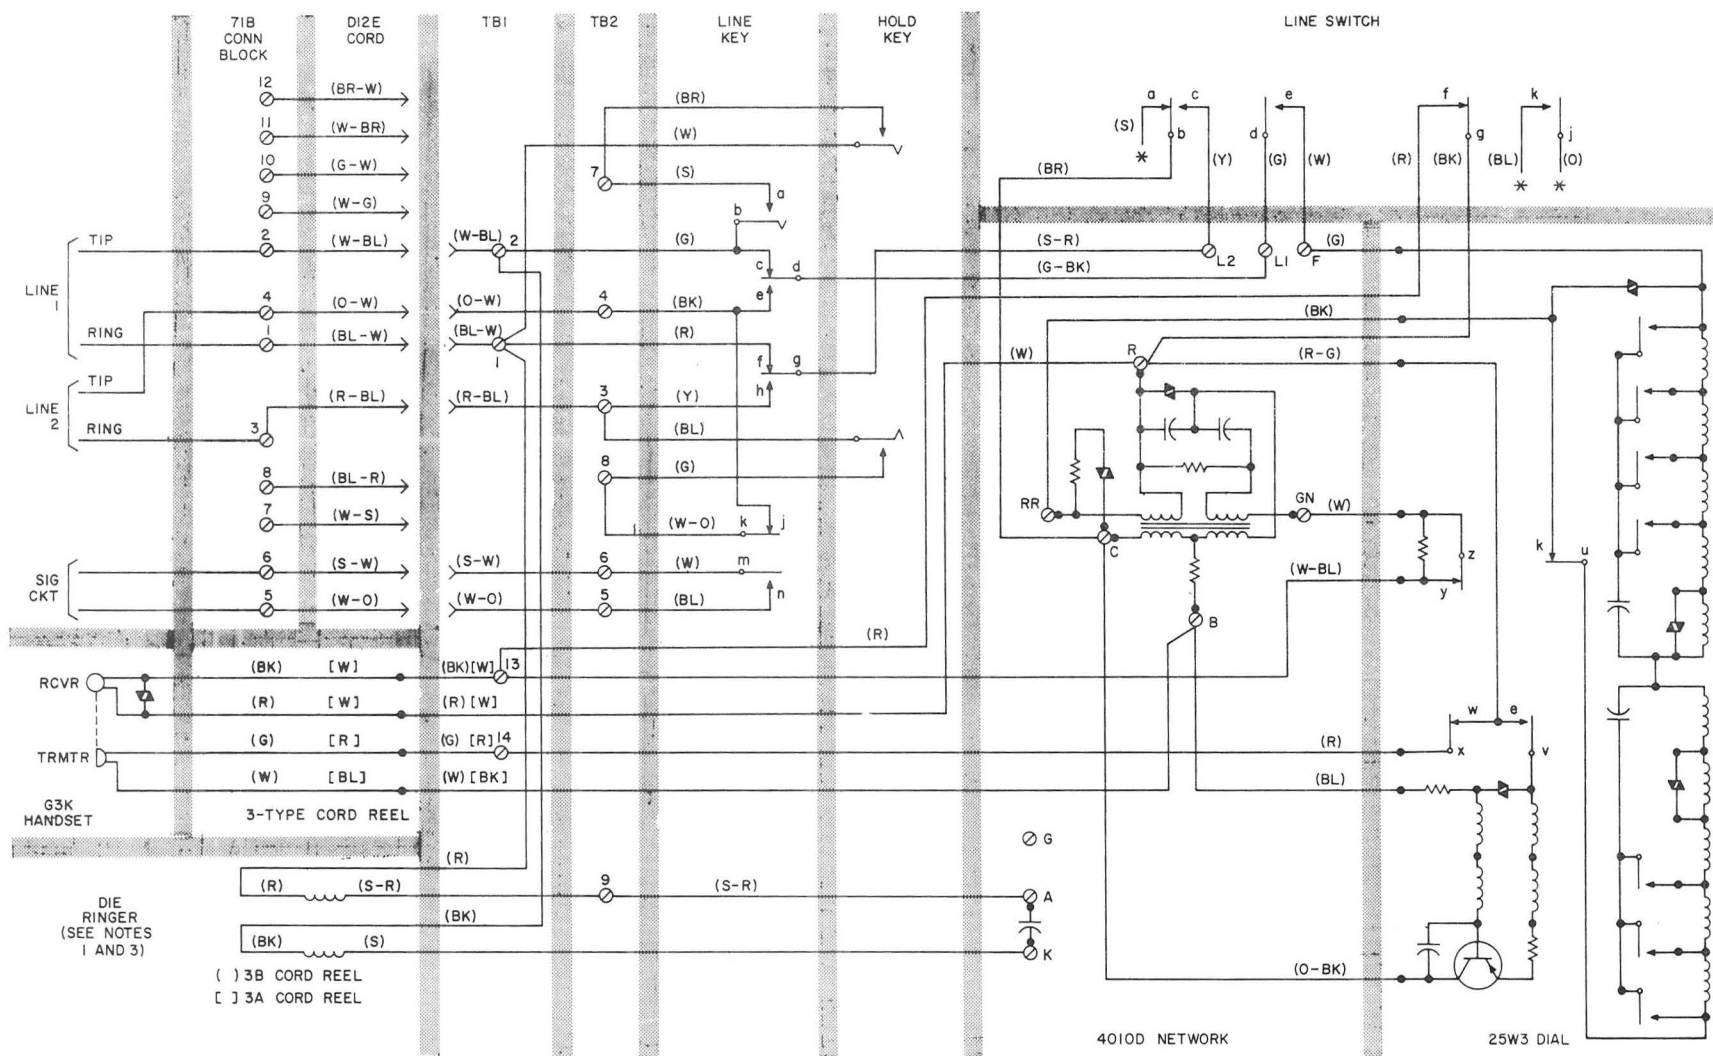 71B
CONN
BLOCK
D12E
CORD
TB1
TB2
LINE
KEY
HOLD
KEY
LINE SWITCH
12
(BR-W)
(BR)
a
c
e
f
k
11
(W-BR)
(W)
(S)
b
d
g
j
10
(G-W)
7
(S)
a
(BR)
(Y)
(G)
(W)
(R)
(BK)
(BL)
(O)
* * *
9
(W-G)
b
TIP
2
(W-BL)
(W-BL)
2
(G)
c
d
(S-R)
L2
L1
F
(G)
(G-BK)
LINE
1
4
(O-W)
(O-W)
4
(BK)
e
(BK)
RING
1
(BL-W)
(BL-W)
1
(R)
f
g
(W)
R
(R-G)
TIP
h
LINE
2
(R-BL)
(R-BL)
3
(Y)
RING
3
(BL)
8
(BL-R)
8
(G)
RR
GN
(W)
7
(W-S)
(W-O)
k
j
C
k
u
z
SIG
CKT
6
(S-W)
(S-W)
6
(W)
m
(W-BL)
y
5
(W-O)
(W-O)
5
(BL)
n
B
(R)
RCVR
(BK)
[W]
(BK)[W]
13
(R)
[W]
(R)[W]
w
e
TRMTR
(G)
[R]
(G) [R]
14
(R)
x
v
(W)
[BL]
(W)[BK]
(BL)
G3K
HANDSET
3-TYPE CORD REEL
G
(R)
DIE
RINGER
(SEE NOTES
1 AND 3)
(R)
(S-R)
9
(S-R)
A
(BK)
(BK)
(S)
K
(O-BK)
( ) 3B CORD REEL
[ ] 3A CORD REEL
4010D NETWORK
25W3 DIAL